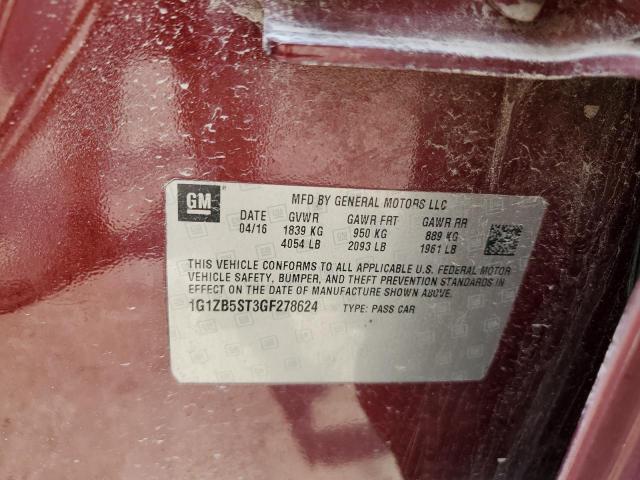 GM
MFD BY GENERAL MOTORS LLC
DATE GVWR GAWR FRT GAWR RR
04/16 1839 KG 950 KG 889 KG
4054 LB 2093 LB 1961 LB
THIS VEHICLE CONFORMS TO ALL APPLICABLE U.S. FEDERAL MOTOR
VEHICLE SAFETY, BUMPER, AND THEFT PREVENTION STANDARDS IN
EFFECT ON THE DATE OF MANUFACTURE SHOWN ABOVE.
1G1ZB5ST3GF278624 TYPE: PASS CAR